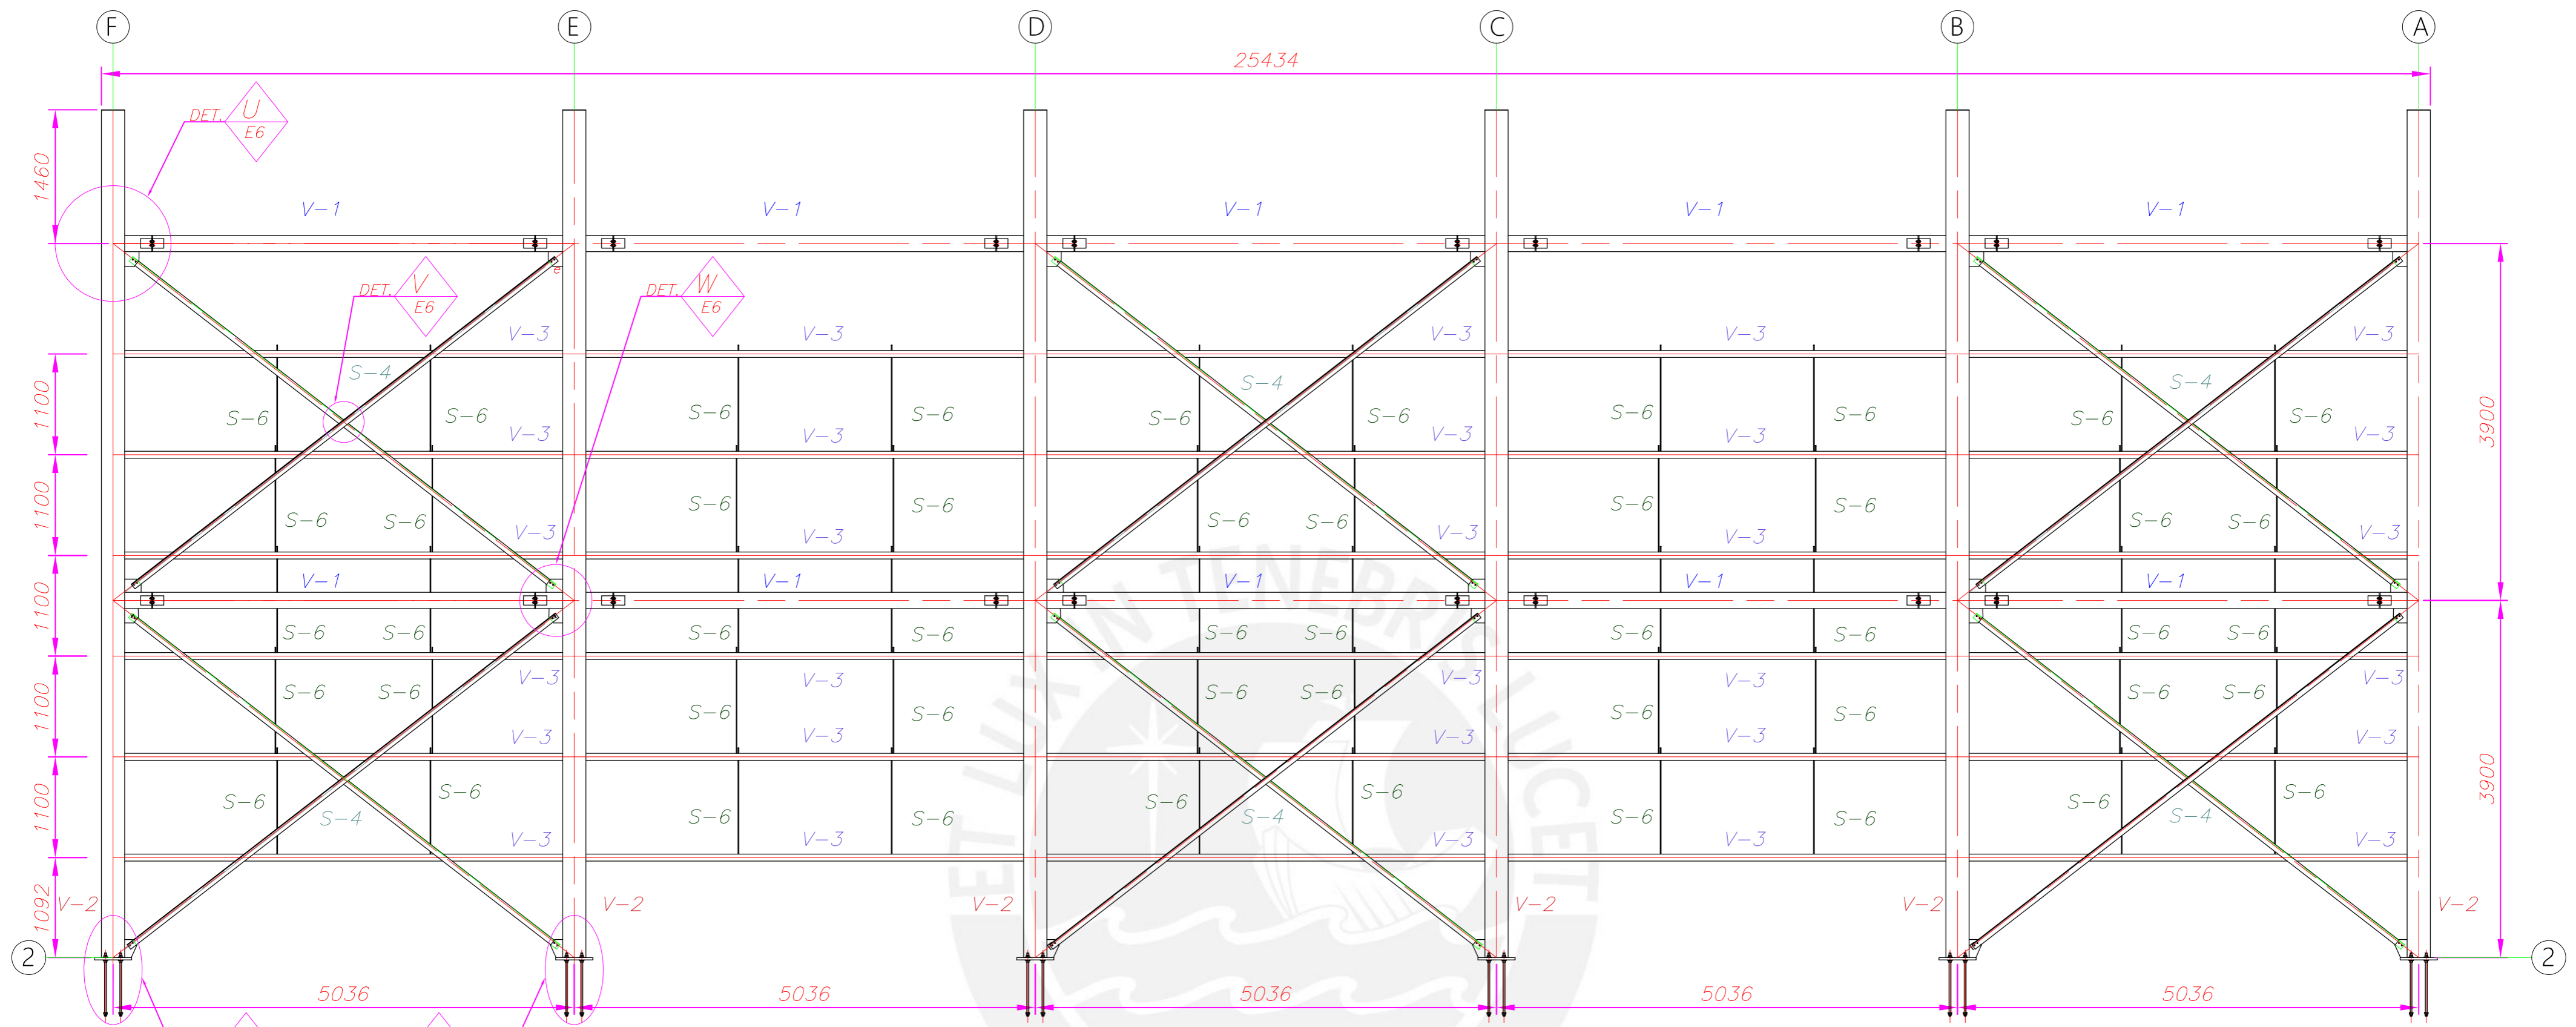 F E D C B A
25434
DET. U
E6
1460
V-1 V-1 V-1 V-1 V-1
DET. V
E6
DET. W
E6
e
V-3 V-3 V-3 V-3 V-3
S-4 S-4 S-4
1100
3900
S-6 S-6 S-6 S-6 S-6 S-6 S-6 S-6 S-6 S-6
V-3 V-3 V-3 V-3 V-3
1100
S-6 S-6 S-6 S-6 S-6 S-6 S-6 S-6 S-6 S-6
V-3 V-3 V-3 V-3 V-3
1100
V-1 V-1 V-1 V-1 V-1
S-6 S-6 S-6 S-6 S-6 S-6 S-6 S-6 S-6 S-6
1100
V-3 V-3 V-3 V-3 V-3
S-6 S-6 S-6 S-6 S-6 S-6 S-6 S-6 S-6 S-6
V-3 V-3 V-3 V-3 V-3
1100
3900
S-6 S-6 S-6 S-6 S-6 S-6 S-6 S-6 S-6 S-6
S-4 S-4 S-4
V-3 V-3 V-3 V-3 V-3
1092
V-2 V-2 V-2 V-2 V-2 V-2
2 2
5036 5036 5036 5036 5036
ET LUX IN TENEBRIS LUCET